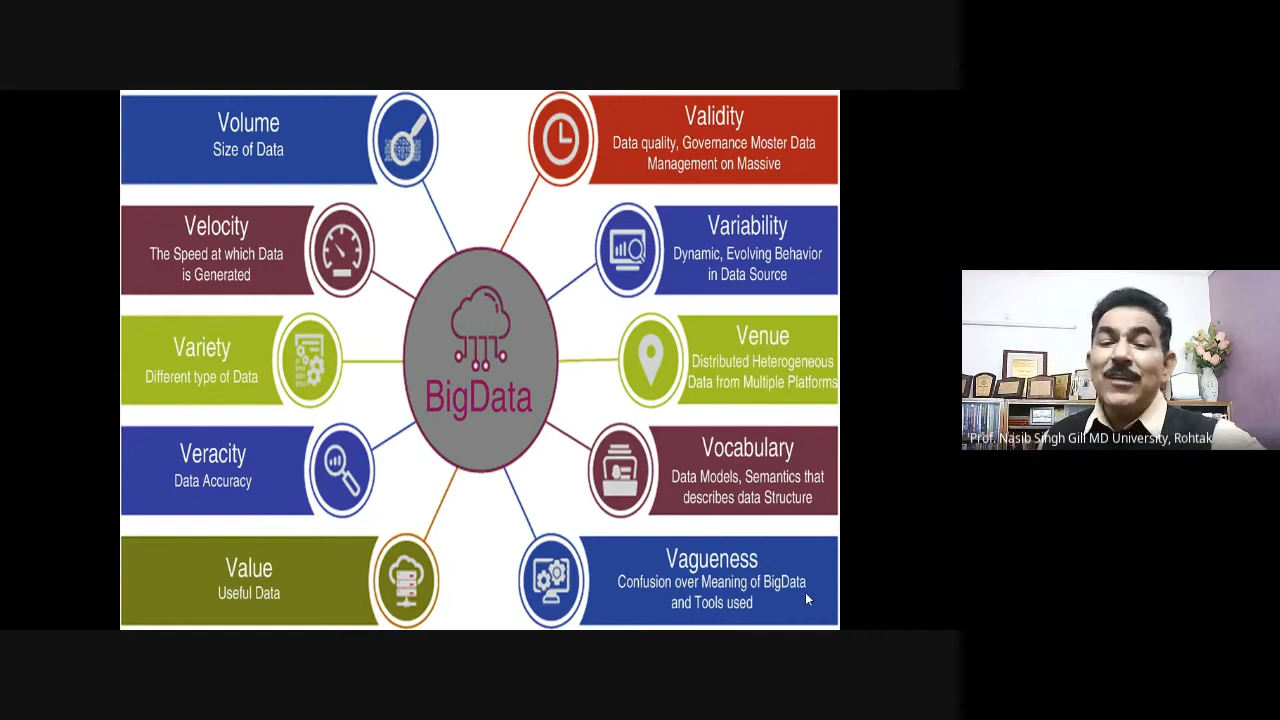 Volume
Size of Data
Velocity
The Speed at which Data
is Generated
Variety
Different type of Data
Veracity
Data Accuracy
Value
Useful Data
BigData
Validity
Data quality, Governance Moster Data
Management on Massive
Variability
Dynamic, Evolving Behavior
in Data Source
Venue
Distributed Heterogeneous
Data from Multiple Platforms
Vocabulary
Data Models, Semantics that
describes data Structure
Vagueness
Confusion over Meaning of BigData
and Tools used
'Prof. Nasib Singh Gill MD University, Rohtak